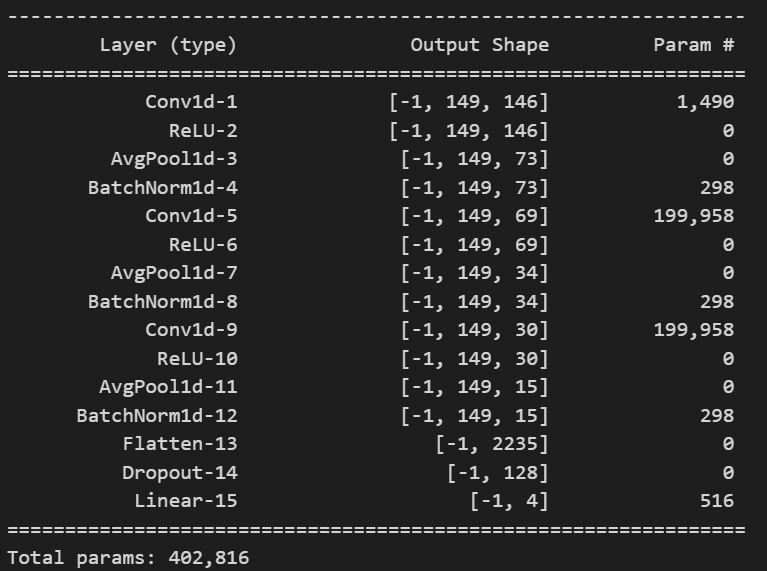 ----------------------------------------------------------------
Layer (type) Output Shape Param #
================================================================
Conv1d-1 [-1, 149, 146] 1,490
ReLU-2 [-1, 149, 146] 0
AvgPool1d-3 [-1, 149, 73] 0
BatchNorm1d-4 [-1, 149, 73] 298
Conv1d-5 [-1, 149, 69] 199,958
ReLU-6 [-1, 149, 69] 0
AvgPool1d-7 [-1, 149, 34] 0
BatchNorm1d-8 [-1, 149, 34] 298
Conv1d-9 [-1, 149, 30] 199,958
ReLU-10 [-1, 149, 30] 0
AvgPool1d-11 [-1, 149, 15] 0
BatchNorm1d-12 [-1, 149, 15] 298
Flatten-13 [-1, 2235] 0
Dropout-14 [-1, 128] 0
Linear-15 [-1, 4] 516
================================================================
Total params: 402,816